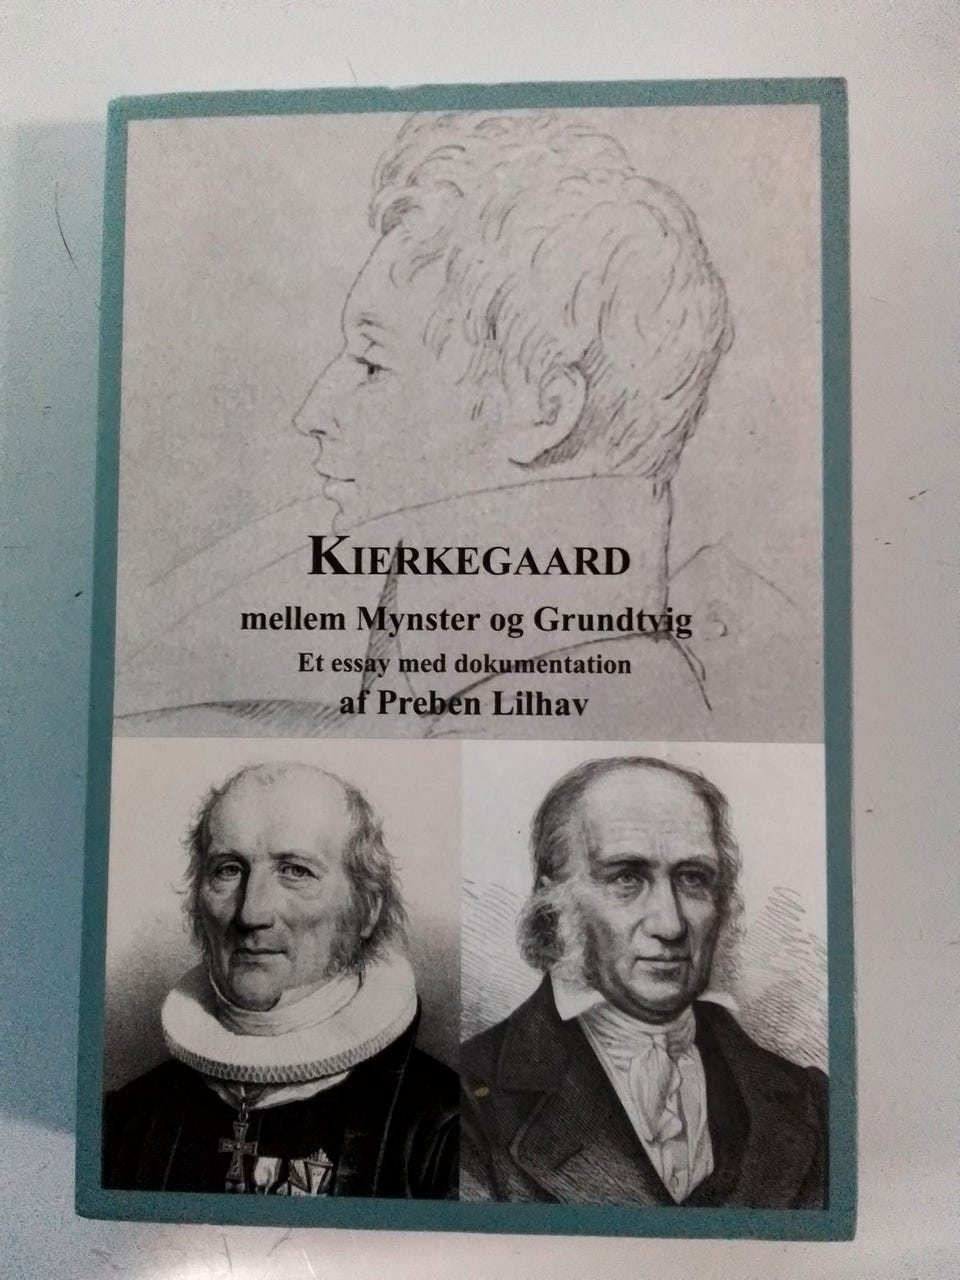 KIERKEGAARD
mellem Mynster og Grundtvig
Et essay med dokumentation
af Preben Lilhav